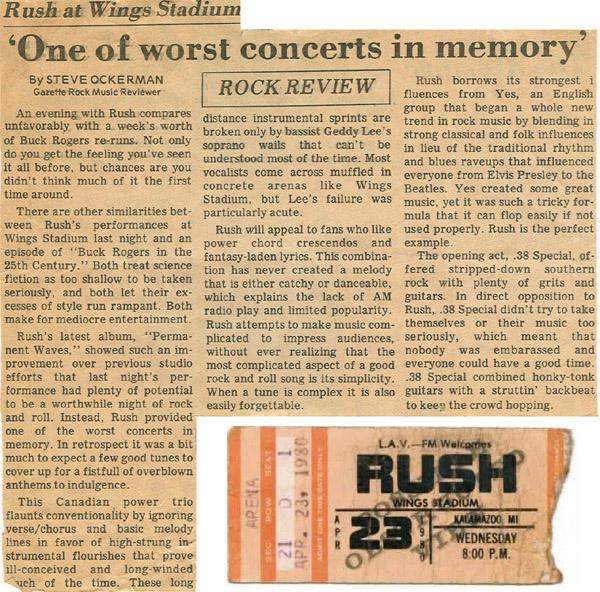 Rush at Wings Stadium
'One of worst concerts in memory'
By STEVE OCKERMAN
Gazette Rock Music Reviewer
An evening with Rush compares
unfavorably with a week's worth
of Buck Rogers re-runs. Not only
do you get the feeling you've seen
it all before, but chances are you
didn't think much of it the first
time around.
There are other similarities bet-
ween Rush's performances at
Wings Stadium last night and an
episode of "Buck Rogers in the
25th Century." Both treat science
fiction as too shallow to be taken
seriously, and both let their ex-
cesses of style run rampant. Both
make for mediocre entertainment.
Rush's latest album, "Perma-
nent Waves," showed such an im-
provement over previous studio
efforts that last night's per-
formance had plenty of potential
to be a worthwhile night of rock
and roll. Instead, Rush provided
one of the worst concerts in
memory. In retrospect it was a bit
much to expect a few good tunes to
cover up for a fistfull of overblown
anthems to indulgence.
This Canadian power trio
flaunts conventionality by ignoring
verse/chorus and basic melody
lines in favor of high-strung in-
strumental flourishes that prove
ill-conceived and long-winded
uch of the time. These long
ROCK REVIEW
distance instrumental sprints are
broken only by bassist Geddy Lee's
soprano wails that can't be
understood most of the time. Most
vocalists come across muffled in
concrete arenas like Wings
Stadium, but Lee's failure was
particularly acute.
Rush will appeal to fans who like
power chord crescendos and
fantasy-laden lyrics. This combina-
tion has never created a melody
that is either catchy or danceable,
which explains the lack of AM
radio play and limited popularity.
Rush attempts to make music com-
plicated to impress audiences,
without ever realizing that the
most complicated aspect of a good
rock and roll song is its simplicity.
When a tune is complex it is also
easily forgettable.
Rush borrows its strongest i
fluences from Yes, an English
group that began a whole new
trend in rock music by blending in
strong classical and folk influences
in lieu of the traditional rhythm
and blues raveups that influenced
everyone from Elvis Presley to the
Beatles. Yes created some great
music, yet it was such a tricky for-
mula that it can flop easily if not
used properly. Rush is the perfect
example.
The opening act, .38 Special, of-
fered stripped-down southern
rock with plenty of grits and
guitars. In direct opposition to
Rush, .38 Special didn't try to take
themselves or their music too
seriously, which meant that
nobody was embarassed and
everyone could have a good time.
.38 Special combined honky-tonk
guitars with a struttin' backbeat
to keep the crowd hopping.
ARENA
SEC ROW SEAT
21 D 1
APR. 23, 1980
ADMIT ONE THIS DATE ONLY
L.A.V.—FM Welcomes
RUSH
WINGS STADIUM
APR 23 1980
KALAMAZOO MI
WEDNESDAY
8:00 P.M.